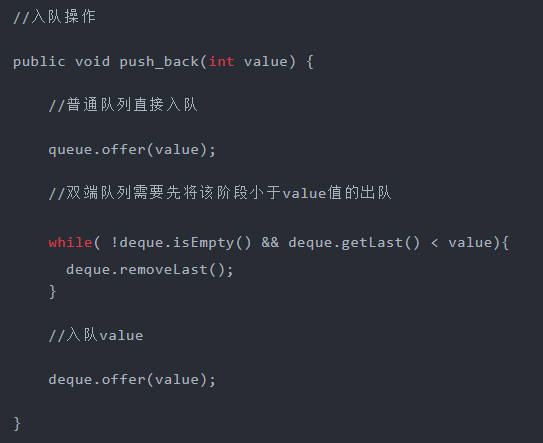 //入队操作
public void push_back(int value) {
//普通队列直接入队
queue.offer(value);
//双端队列需要先将该阶段小于value值的出队
while( !deque.isEmpty() && deque.getLast() < value){
deque.removeLast();
}
//入队value
deque.offer(value);
}